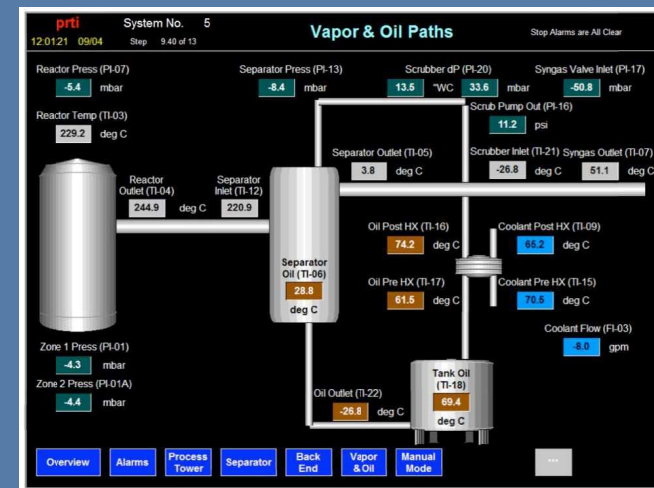 prti System No. 5 Vapor & Oil Paths Stop Alarms are All Clear
12:01:21 09/04 Step 9.40 of 13
Reactor Press (PI-07) Separator Press (PI-13) Scrubber dP (PI-20) Syngas Valve Inlet (PI-17)
-5.4 mbar -8.4 mbar 13.5 "WC 33.6 mbar -50.8 mbar
Scrub Pump Out (PI-16)
11.2 psi
Reactor Temp (TI-03)
229.2 deg C
Separator Outlet (TI-05) Scrubber Inlet (TI-21) Syngas Outlet (TI-07)
3.8 deg C -26.8 deg C 51.1 deg C
Reactor
Outlet (TI-04)
244.9 deg C
Separator
Inlet (TI-12)
220.9
Oil Post HX (TI-16) Coolant Post HX (TI-09)
74.2 deg C 65.2 deg C
Separator
Oil (TI-06)
28.8
deg C
Oil Pre HX (TI-17) Coolant Pre HX (TI-15)
61.5 deg C 70.5 deg C
Coolant Flow (FI-03)
-8.0 gpm
Zone 1 Press (PI-01)
-4.3 mbar
Zone 2 Press (PI-01A)
-4.4 mbar
Tank Oil
(TI-18)
69.4
deg C
Oil Outlet (TI-22)
-26.8 deg C
Overview Alarms Process Tower Separator Back End Vapor & Oil Manual Mode ...